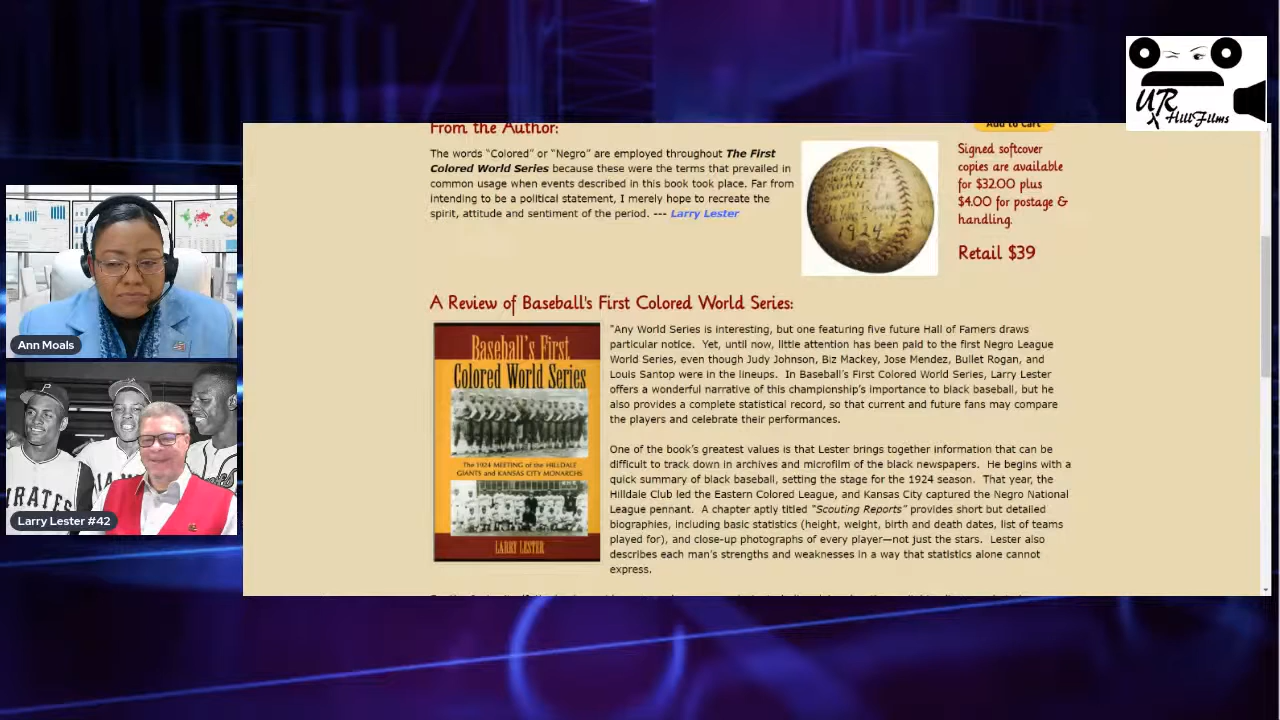 UR
HillFilms
From the Author:
Add to Cart
The words “Colored” or “Negro” are employed throughout The First
Colored World Series because these were the terms that prevailed in
common usage when events described in this book took place. Far from
intending to be a political statement, I merely hope to recreate the
spirit, attitude and sentiment of the period. --- Larry Lester
1924
Signed softcover
copies are available
for $32.00 plus
$4.00 for postage &
handling.
Retail $39
A Review of Baseball's First Colored World Series:
Baseball's First
Colored World Series
The 1924 MEETING of the HILLDALE
GIANTS and KANSAS CITY MONARCHS
LARRY LESTER
"Any World Series is interesting, but one featuring five future Hall of Famers draws
particular notice. Yet, until now, little attention has been paid to the first Negro League
World Series, even though Judy Johnson, Biz Mackey, Jose Mendez, Bullet Rogan, and
Louis Santop were in the lineups. In Baseball’s First Colored World Series, Larry Lester
offers a wonderful narrative of this championship’s importance to black baseball, but he
also provides a complete statistical record, so that current and future fans may compare
the players and celebrate their performances.
One of the book’s greatest values is that Lester brings together information that can be
difficult to track down in archives and microfilm of the black newspapers. He begins with a
quick summary of black baseball, setting the stage for the 1924 season. That year, the
Hilldale Club led the Eastern Colored League, and Kansas City captured the Negro National
League pennant. A chapter aptly titled “Scouting Reports” provides short but detailed
biographies, including basic statistics (height, weight, birth and death dates, list of teams
played for), and close-up photographs of every player—not just the stars. Lester also
describes each man’s strengths and weaknesses in a way that statistics alone cannot
express.
Ann Moals
PIRATES
Larry Lester #42